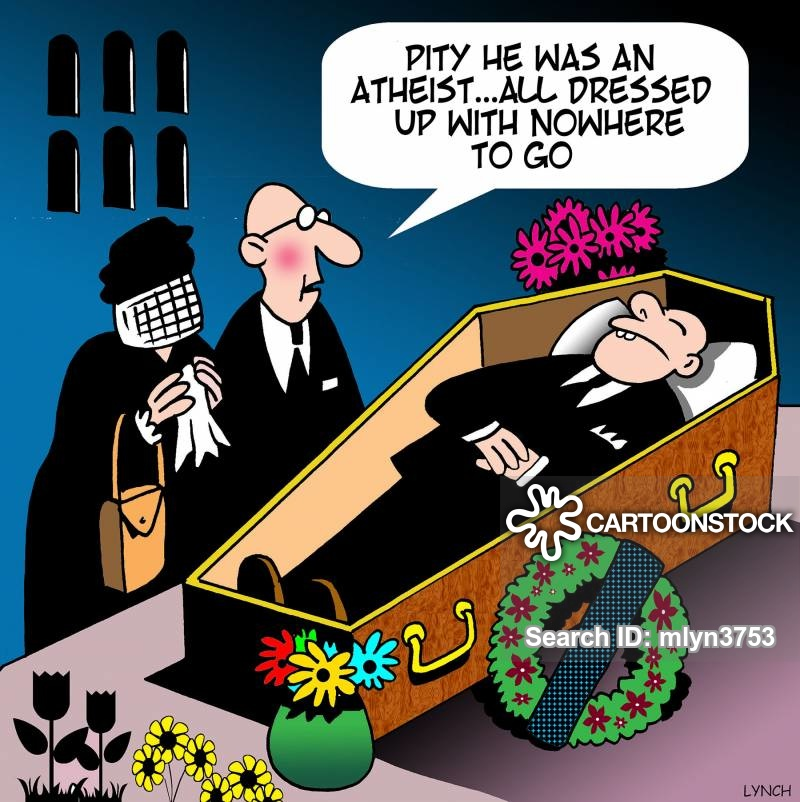 PITY HE WAS AN
ATHEIST...ALL DRESSED
UP WITH NOWHERE
TO GO
CARTOONSTOCK
Search ID: mlyn3753
LYNCH